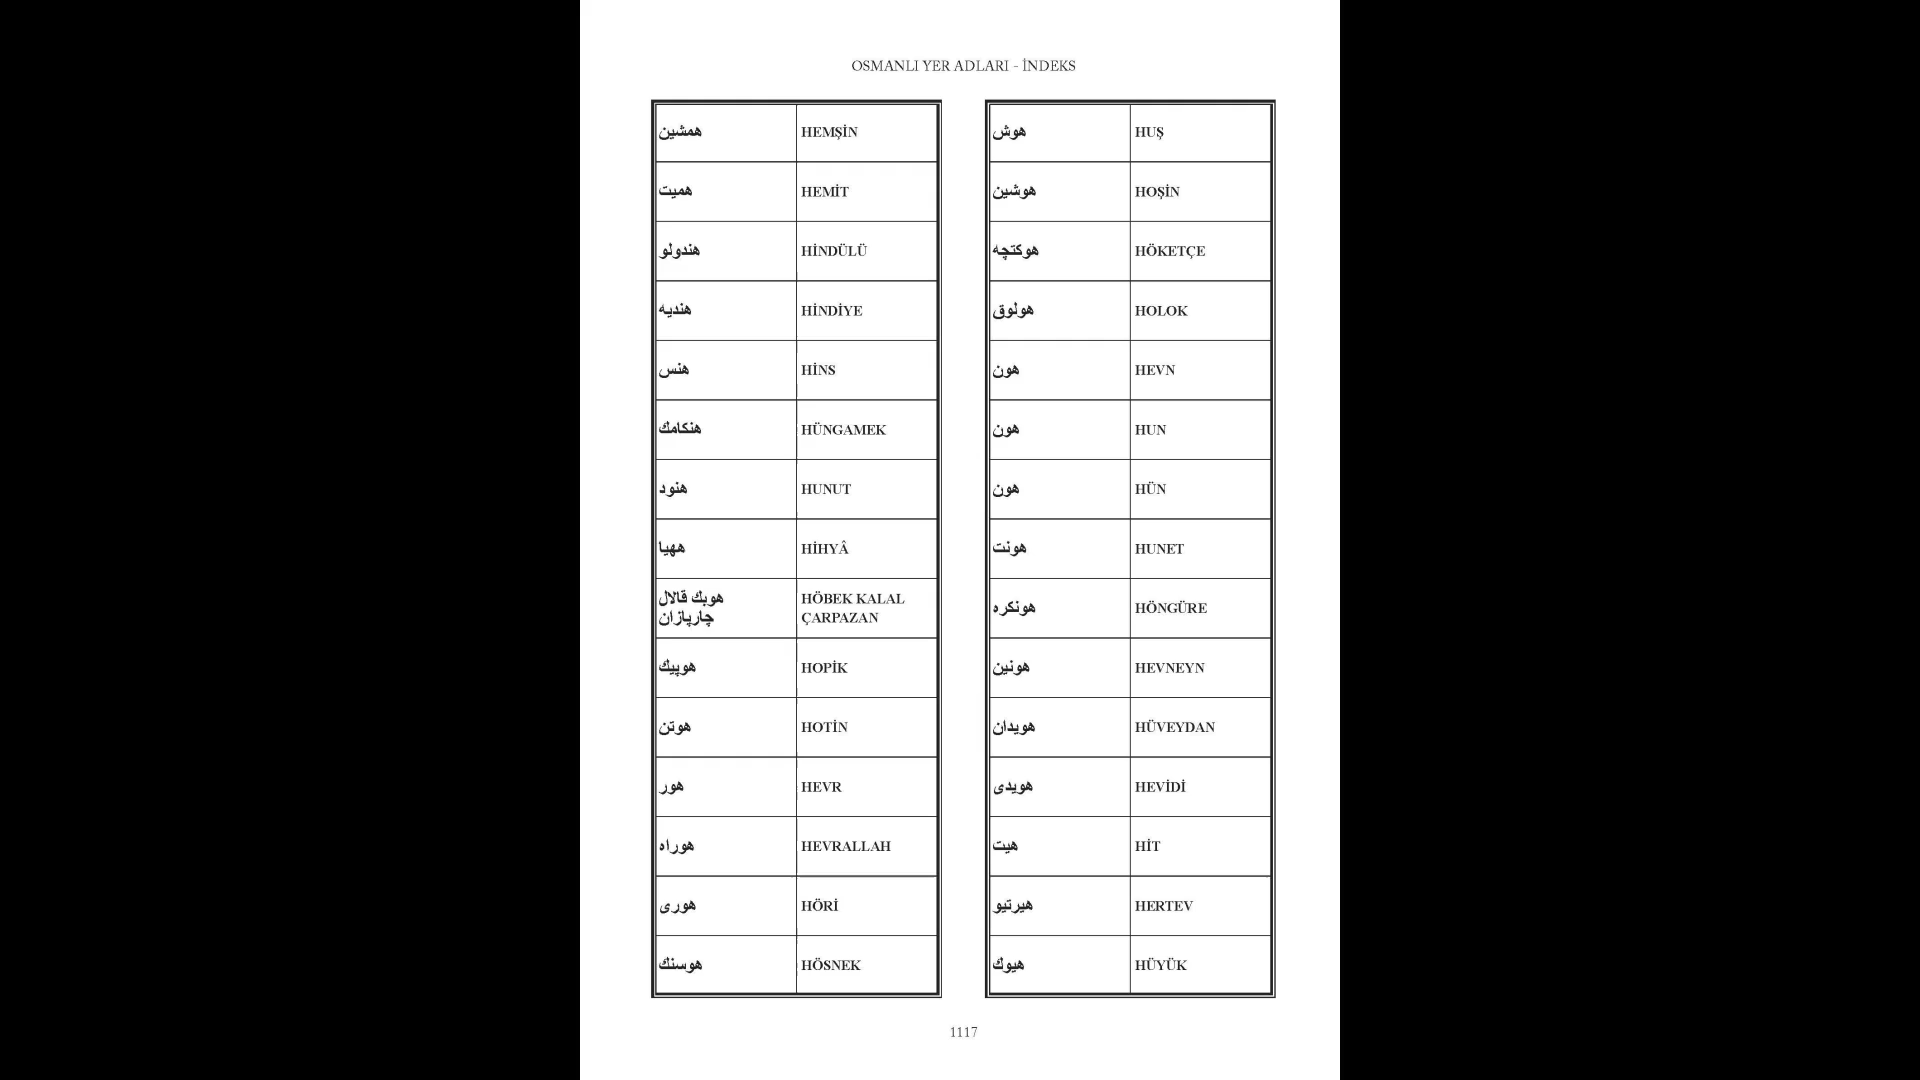 OSMANLI YER ADLARI - İNDEKS
همشين HEMŞİN
هميت HEMİT
هندولو HİNDÜLÜ
هنديه HİNDİYE
هنس HİNS
هنكامك HÜNGAMEK
هنود HUNUT
ههيا HİHYÂ
هوبك قالال HÖBEK KALAL
چارپازان ÇARPAZAN
هوپيك HOPİK
هوتن HOTİN
هور HEVR
هوراه HEVRALLAH
هورى HÖRİ
هوسنك HÖSNEK
هوش HUŞ
هوشين HOŞİN
هوكتچه HÖKETÇE
هولوق HOLOK
هون HEVN
هون HUN
هون HÜN
هونت HUNET
هونكره HÖNGÜRE
هونين HEVNEYN
هويدان HÜVEYDAN
هويدى HEVİDİ
هيت HİT
هيرتيو HERTEV
هيوك HÜYÜK
1117